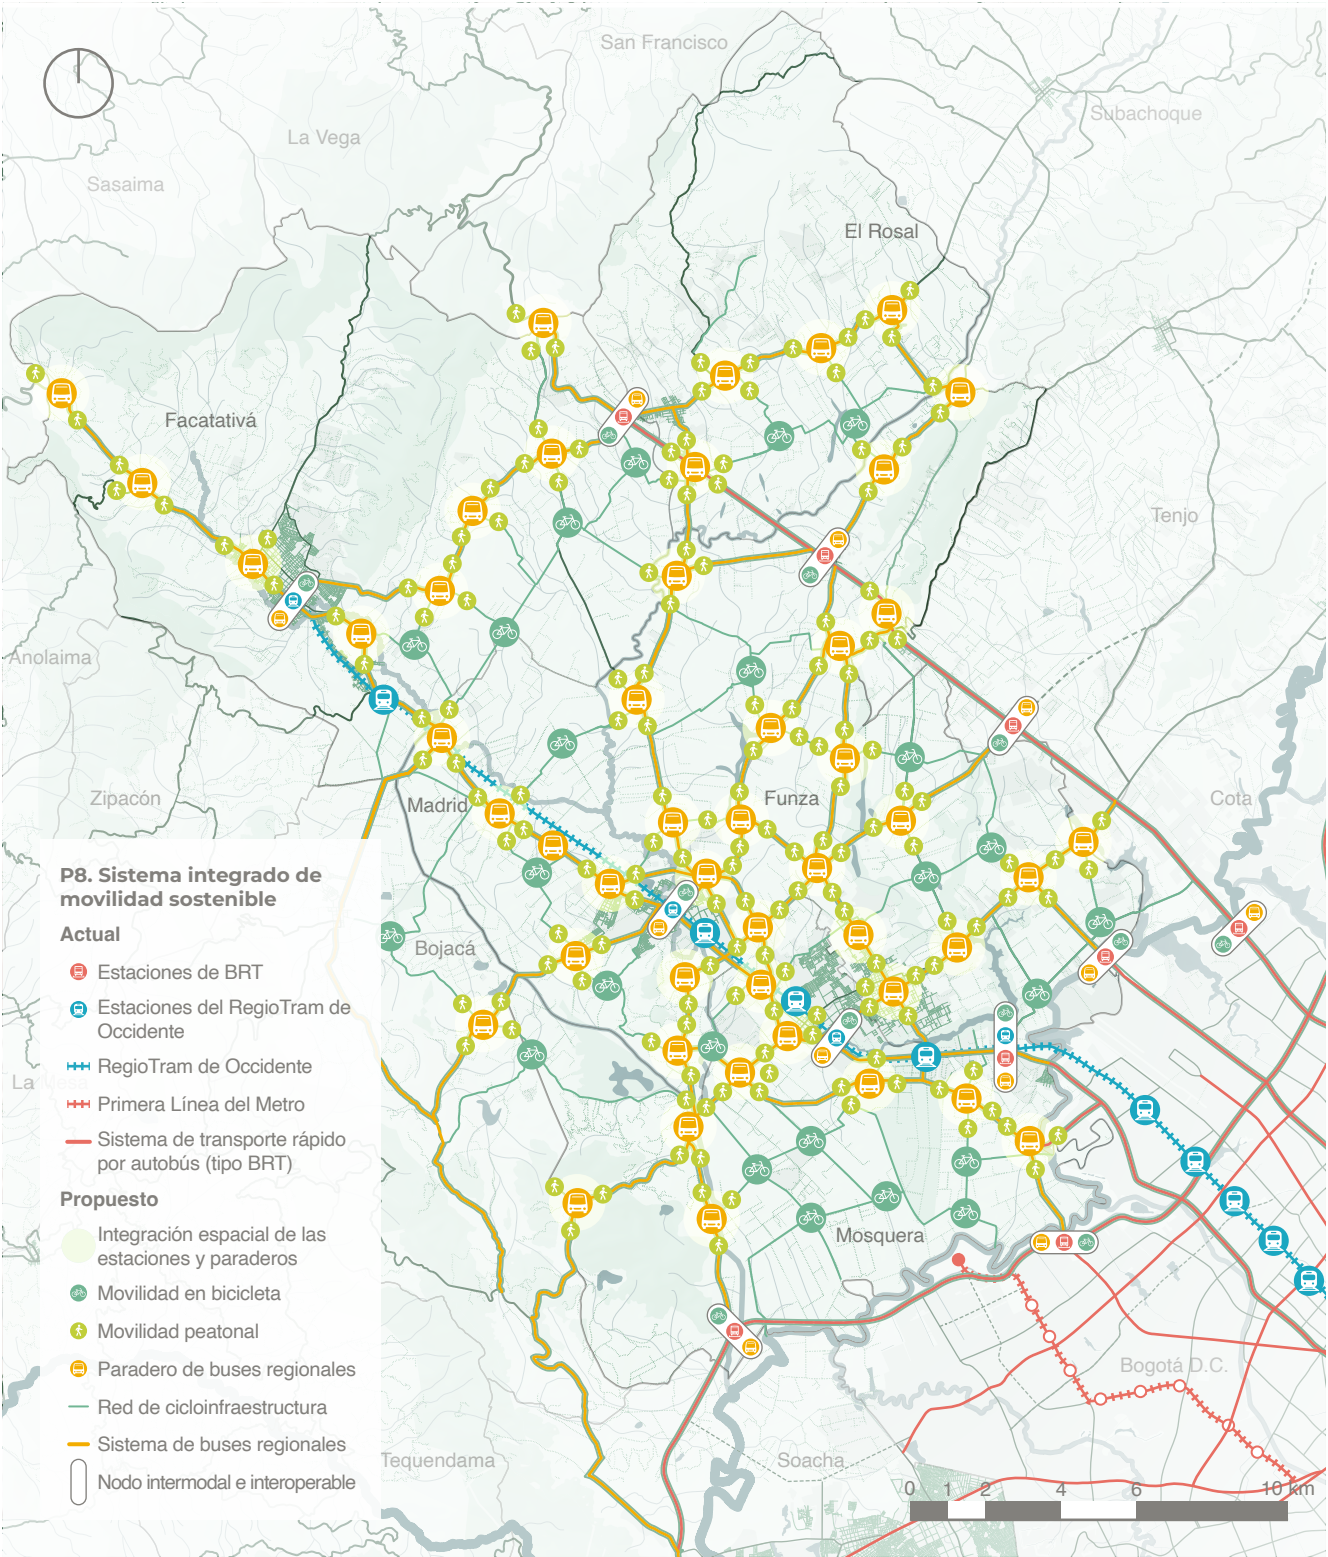 San Francisco
Subachoque
La Vega
Sasaima
El Rosal
Facatativá
Tenjo
Anolaima
Zipacón
Madrid
Funza
Cota
P8. Sistema integrado de
movilidad sostenible
Actual
Estaciones de BRT
Estaciones del RegioTram de
Occidente
RegioTram de Occidente
Primera Línea del Metro
Sistema de transporte rápido
por autobús (tipo BRT)
Propuesto
Integración espacial de las
estaciones y paraderos
Movilidad en bicicleta
Movilidad peatonal
Paradero de buses regionales
Red de cicloinfraestructura
Sistema de buses regionales
Nodo intermodal e interoperable
Bojacá
La
Mosquera
Bogotá D.C.
Tequendama
Soacha
0 1 2 4 6 10 km